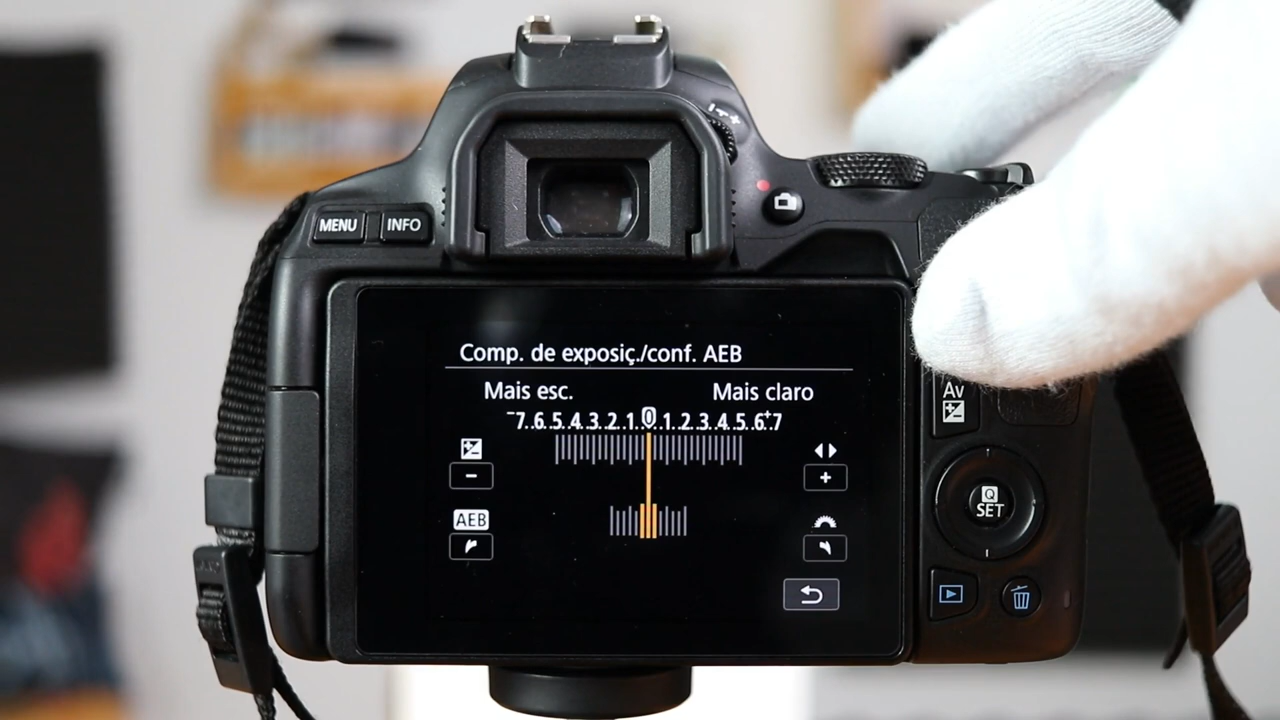 MENU
INFO
Comp. de exposiç./conf. AEB
Mais esc.
Mais claro
-7..6..5..4..3..2..1..0..1..2..3..4..5..6.+7
AEB
Av
Q
SET